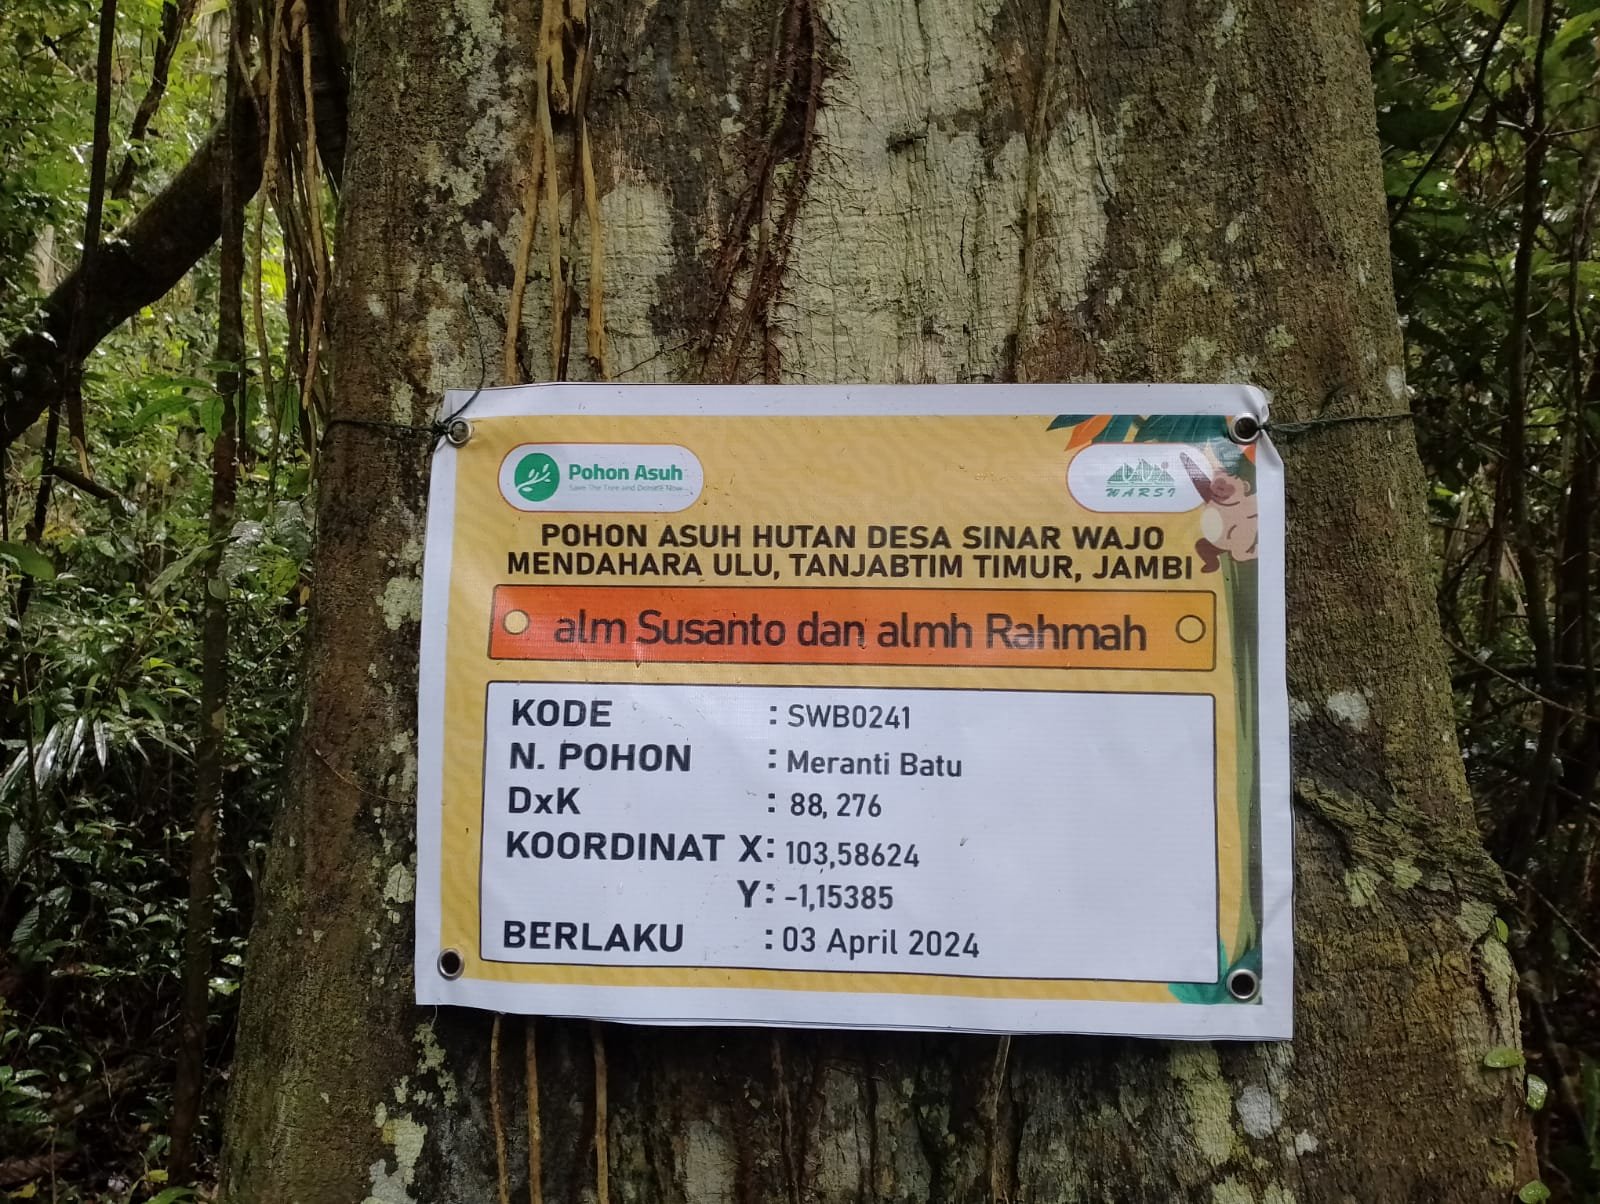 Pohon Asuh
Save The Tree and Donate Now
WARSI
POHON ASUH HUTAN DESA SINAR WAJO
MENDAHARA ULU, TANJABTIM TIMUR, JAMBI
alm Susanto dan almh Rahmah
KODE : SWB0241
N. POHON : Meranti Batu
DxK : 88, 276
KOORDINAT X: 103,58624
Y: -1,15385
BERLAKU : 03 April 2024